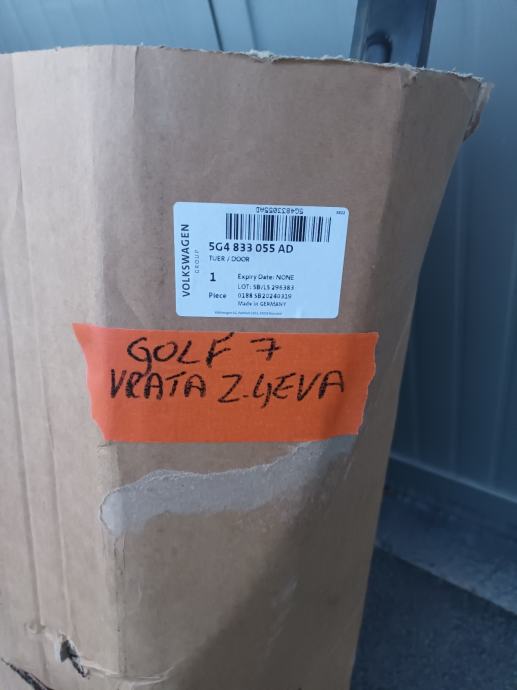 5G4833055AD
VOLKSWAGEN
GROUP
5G4 833 055 AD
TUER / DOOR
1
Piece
Expiry Date: NONE
LOT: SB/LS 296383
0188 SB20240319
Made in GERMANY
GOLF 7
VRATA Z.LJEVA